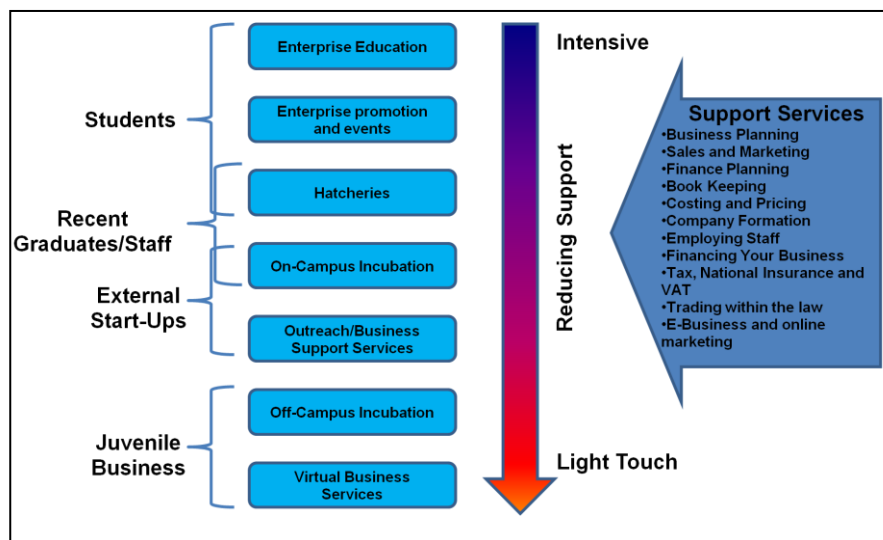 Students
Recent
Graduates/Staff
External
Start-Ups
Juvenile
Business
Enterprise Education
Enterprise promotion
and events
Hatcheries
On-Campus Incubation
Outreach/Business
Support Services
Off-Campus Incubation
Virtual Business
Services
Intensive
Reducing Support
Light Touch
Support Services
•Business Planning
•Sales and Marketing
•Finance Planning
•Book Keeping
•Costing and Pricing
•Company Formation
•Employing Staff
•Financing Your Business
•Tax, National Insurance and
VAT
•Trading within the law
•E-Business and online
marketing